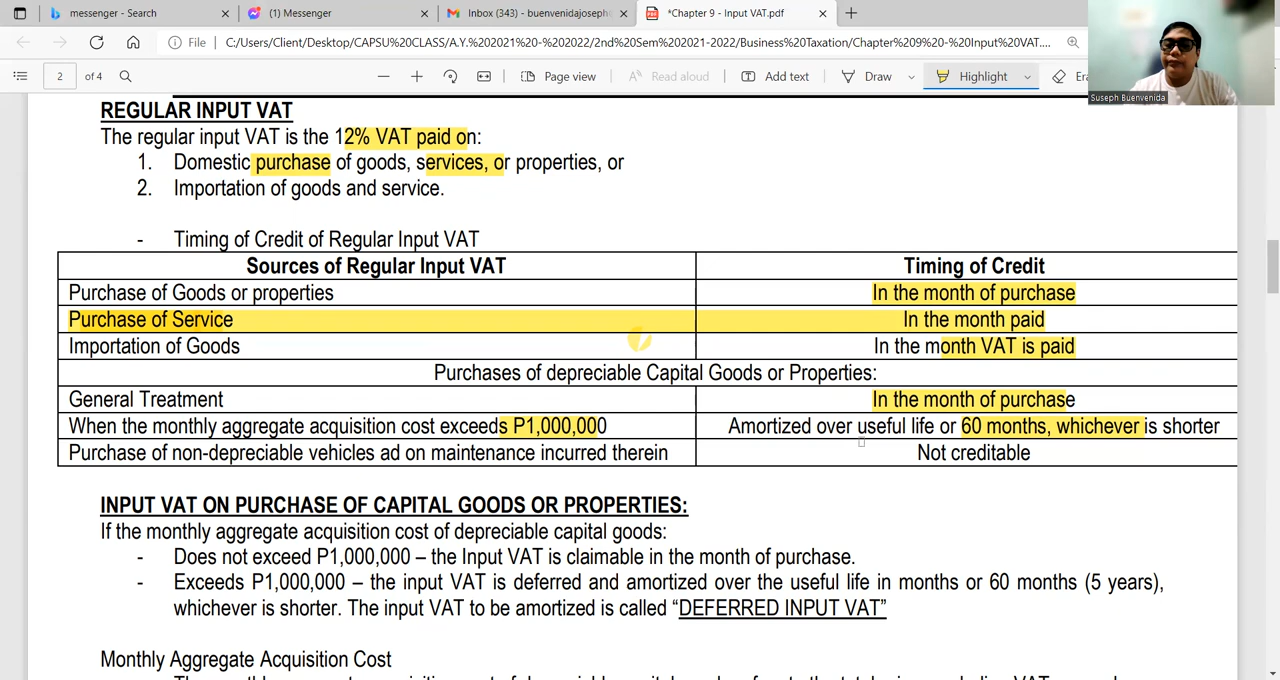 messenger - Search
(1) Messenger
Inbox (343) - buenvenidajosephi
*Chapter 9 - Input VAT.pdf
File
C:/Users/Client/Desktop/CAPSU%20CLASS/A.Y.%202021%20-%202022/2nd%20Sem%202021-2022/Business%20Taxation/Chapter%209%20-%20Input%20VAT....
2 of 4
Page view
Read aloud
Add text
Draw
Highlight
Era
Suseph Buenvenida
REGULAR INPUT VAT
The regular input VAT is the 12% VAT paid on:
1. Domestic purchase of goods, services, or properties, or
2. Importation of goods and service.
- Timing of Credit of Regular Input VAT
Sources of Regular Input VAT Timing of Credit
Purchase of Goods or properties In the month of purchase
Purchase of Service In the month paid
Importation of Goods In the month VAT is paid
Purchases of depreciable Capital Goods or Properties:
General Treatment In the month of purchase
When the monthly aggregate acquisition cost exceeds P1,000,000 Amortized over useful life or 60 months, whichever is shorter
Purchase of non-depreciable vehicles ad on maintenance incurred therein Not creditable
INPUT VAT ON PURCHASE OF CAPITAL GOODS OR PROPERTIES:
If the monthly aggregate acquisition cost of depreciable capital goods:
- Does not exceed P1,000,000 – the Input VAT is claimable in the month of purchase.
- Exceeds P1,000,000 – the input VAT is deferred and amortized over the useful life in months or 60 months (5 years),
whichever is shorter. The input VAT to be amortized is called “DEFERRED INPUT VAT”
Monthly Aggregate Acquisition Cost